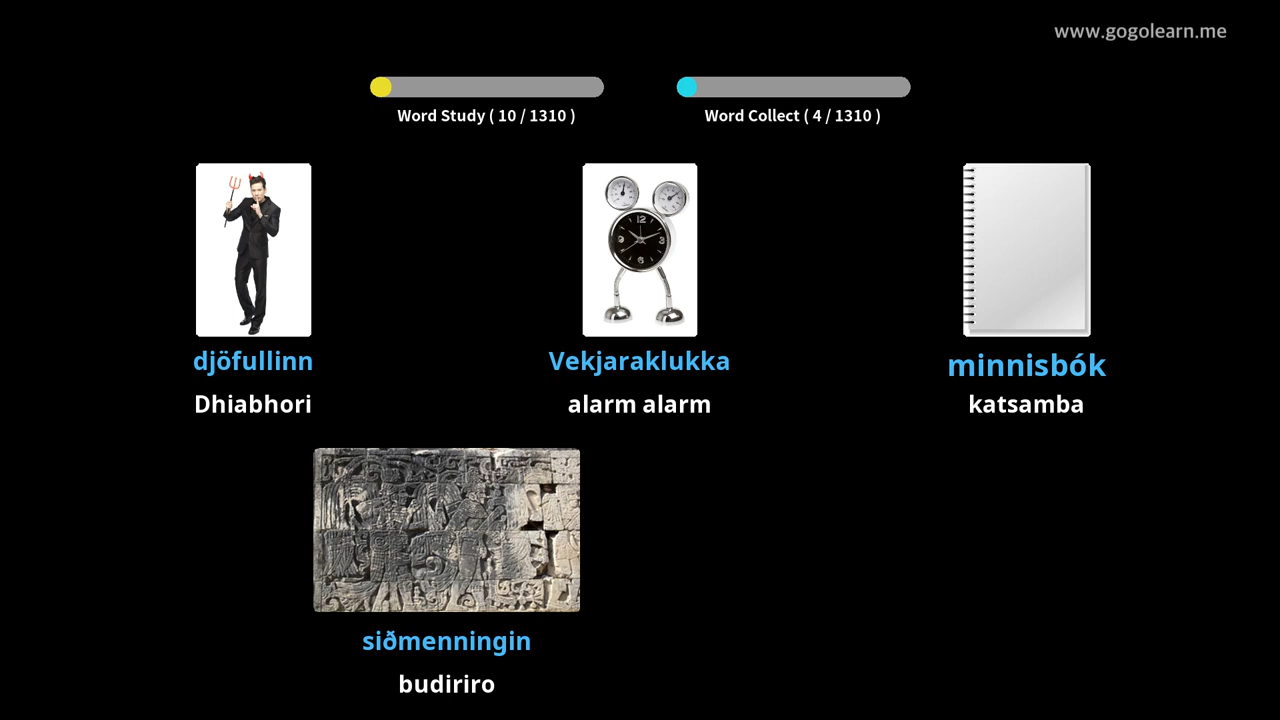 www.gogolearn.me
Word Study ( 10 / 1310 )
Word Collect ( 4 / 1310 )
djöfullinn
Dhiabhori
Vekjaraklukka
alarm alarm
minnisbók
katsamba
siðmenningin
budiriro